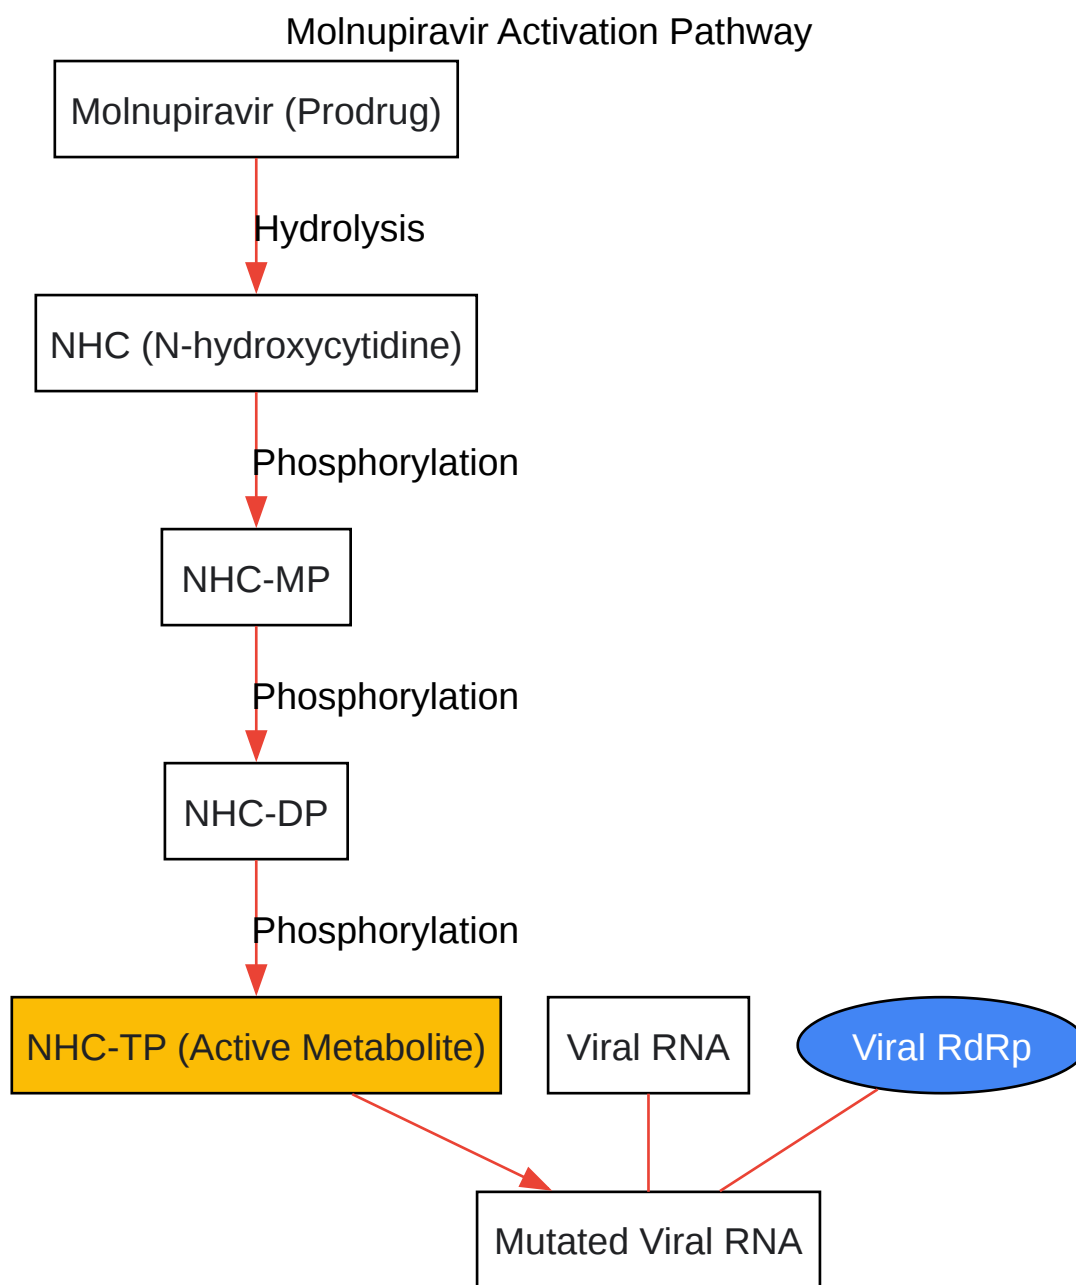 Molnupiravir Activation Pathway
Molnupiravir (Prodrug)
Hydrolysis
NHC (N-hydroxycytidine)
Phosphorylation
NHC-MP
Phosphorylation
NHC-DP
Phosphorylation
NHC-TP (Active Metabolite)
Viral RNA
Viral RdRp
Mutated Viral RNA